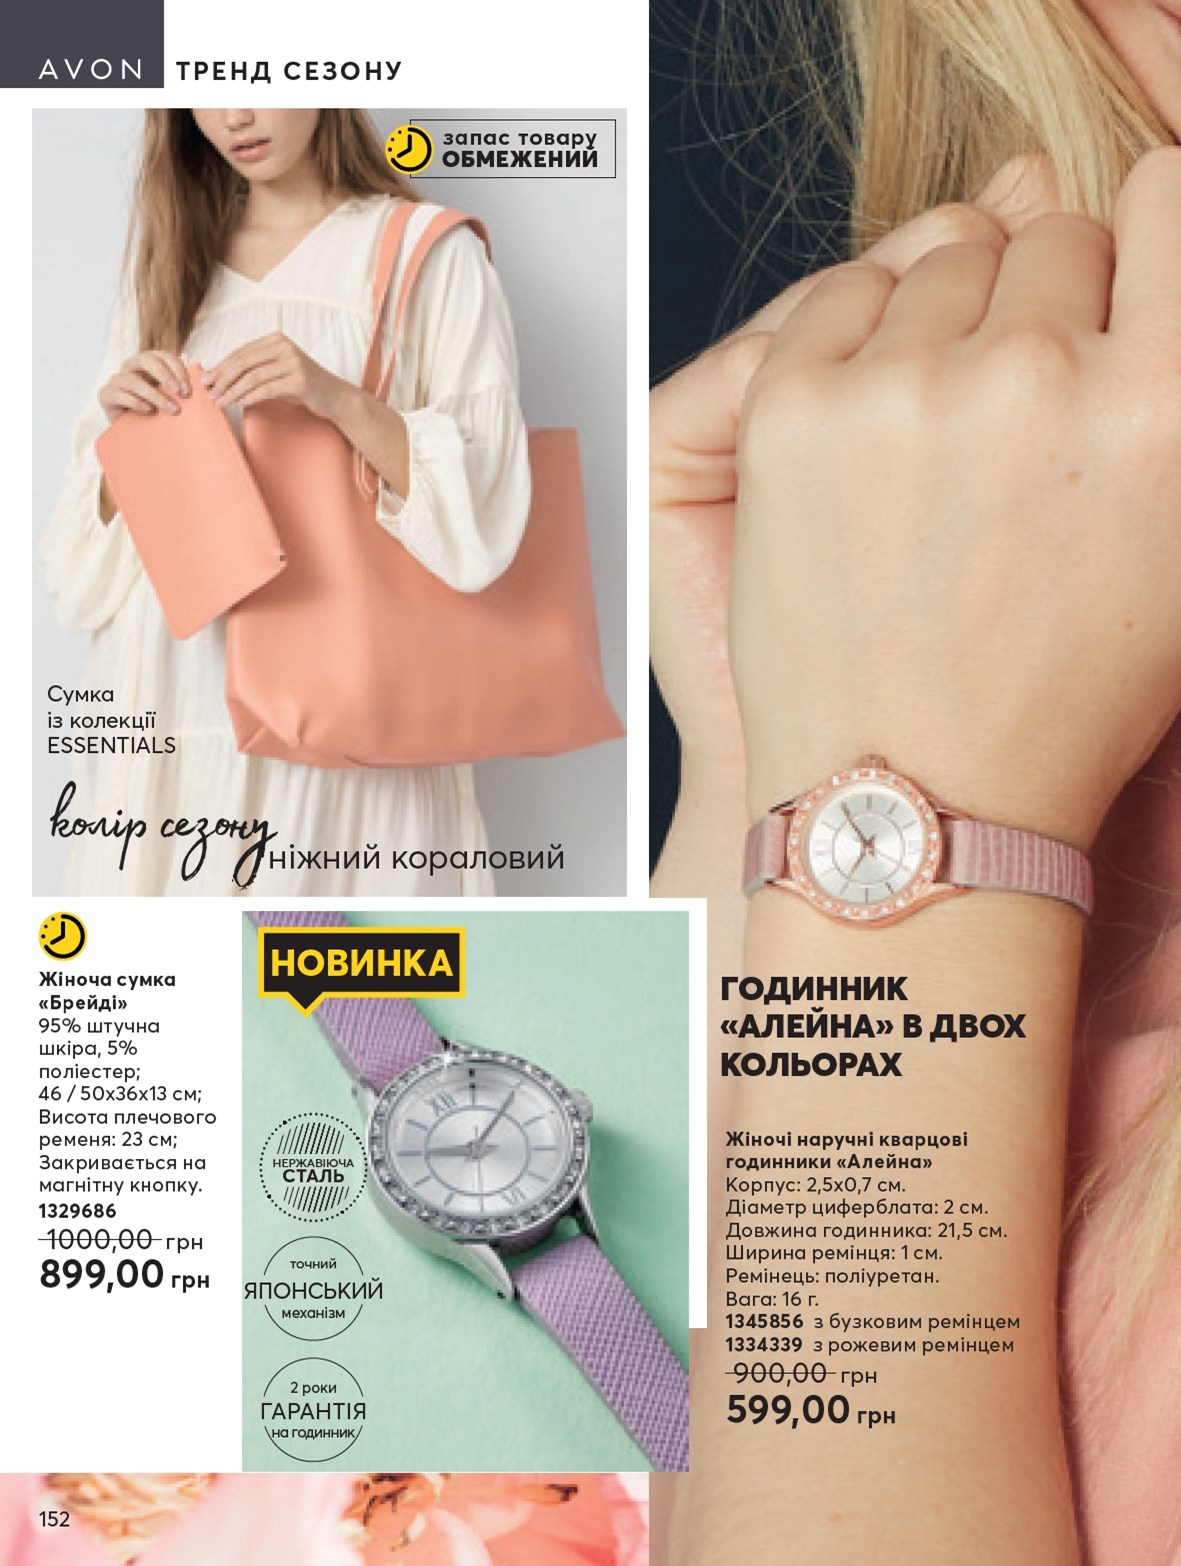 AVON
ТРЕНД СЕЗОНУ
запас товару
ОБМЕЖЕНИЙ
Сумка
із колекції
ESSENTIALS
колір сезону
ніжний кораловий
Жіноча сумка
«Брейді»
95% штучна
шкіра, 5%
поліестер;
46 / 50х36х13 см;
Висота плечового
ременя: 23 см;
Закривається на
магнітну кнопку.
1329686
1000,00 грн
899,00 грн
НОВИНКА
НЕРЖАВІЮЧА
СТАЛЬ
точний
ЯПОНСЬКИЙ
механізм
2 роки
ГАРАНТІЯ
на годинник
XII
ГОДИННИК
«АЛЕЙНА» В ДВОХ
КОЛЬОРАХ
Жіночі наручні кварцові
годинники «Алейна»
Корпус: 2,5х0,7 см.
Діаметр циферблата: 2 см.
Довжина годинника: 21,5 см.
Ширина ремінця: 1 см.
Ремінець: поліуретан.
Вага: 16 г.
1345856 з бузковим ремінцем
1334339 з рожевим ремінцем
900,00 грн
599,00 грн
152